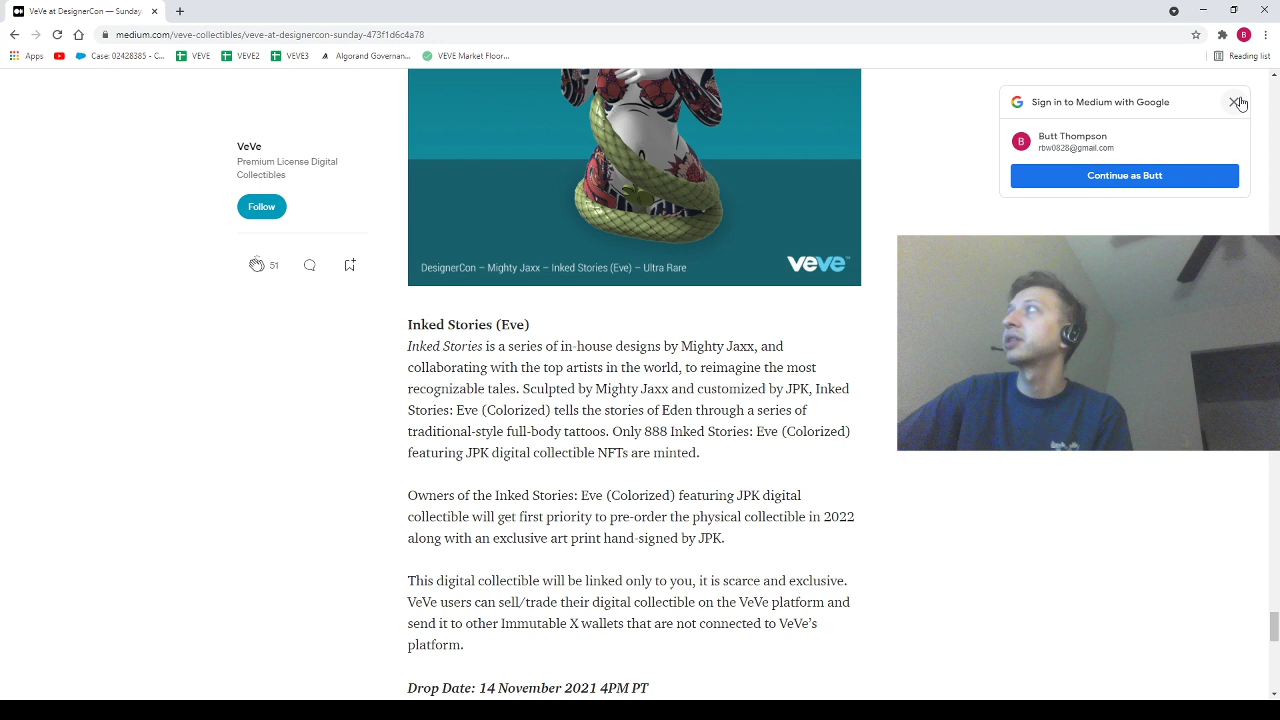 VeVe at DesignerCon — Sunday
medium.com/veve-collectibles/veve-at-designercon-sunday-473f1d6c4a78
B
Apps
Case: 02428385 - C...
VEVE
VEVE2
VEVE3
Algorand Governan...
VEVE Market Floor...
Reading list
VeVe
Premium License Digital
Collectibles
Follow
51
DesignerCon – Mighty Jaxx – Inked Stories (Eve) – Ultra Rare
veve
Sign in to Medium with Google
B
Butt Thompson
rbw0828@gmail.com
Continue as Butt
Inked Stories (Eve)
Inked Stories is a series of in-house designs by Mighty Jaxx, and
collaborating with the top artists in the world, to reimagine the most
recognizable tales. Sculpted by Mighty Jaxx and customized by JPK, Inked
Stories: Eve (Colorized) tells the stories of Eden through a series of
traditional-style full-body tattoos. Only 888 Inked Stories: Eve (Colorized)
featuring JPK digital collectible NFTs are minted.
Owners of the Inked Stories: Eve (Colorized) featuring JPK digital
collectible will get first priority to pre-order the physical collectible in 2022
along with an exclusive art print hand-signed by JPK.
This digital collectible will be linked only to you, it is scarce and exclusive.
VeVe users can sell/trade their digital collectible on the VeVe platform and
send it to other Immutable X wallets that are not connected to VeVe's
platform.
Drop Date: 14 November 2021 4PM PT